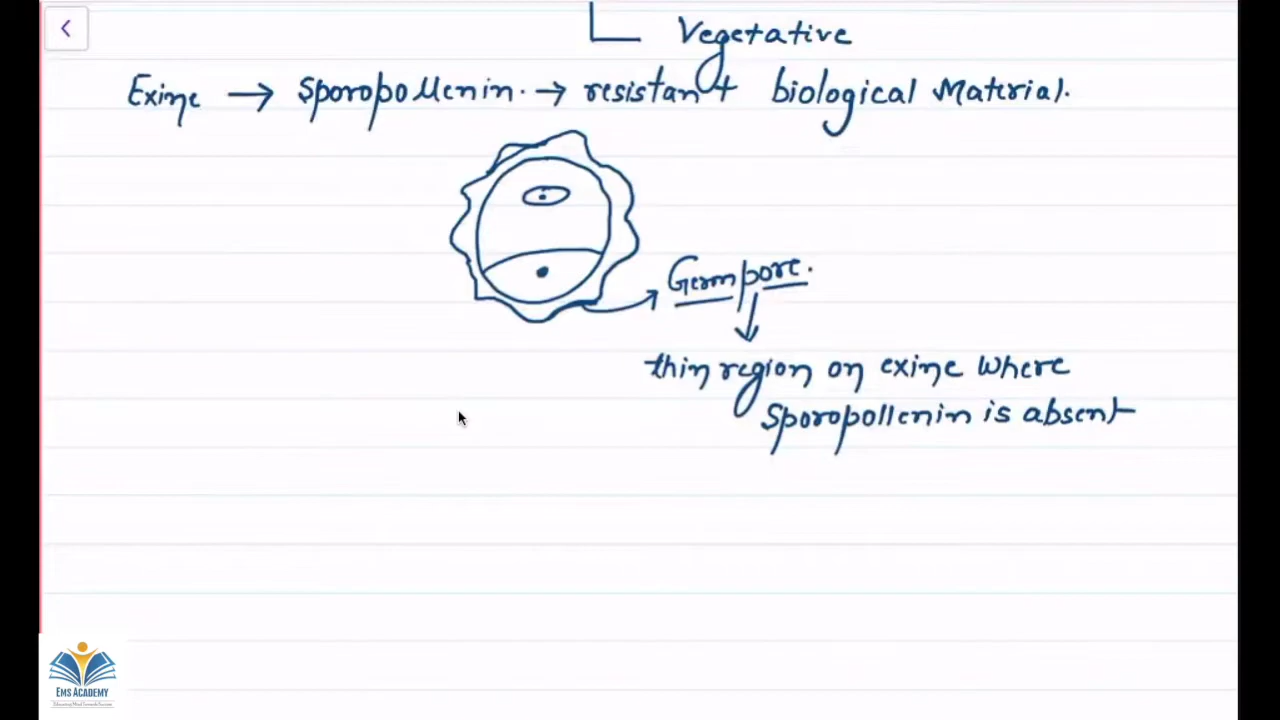 Vegetative
Exine → Sporopollenin. → resistant biological Material.
Germpore.
thin region on exine where
Sporopollenin is absent
EMS ACADEMY